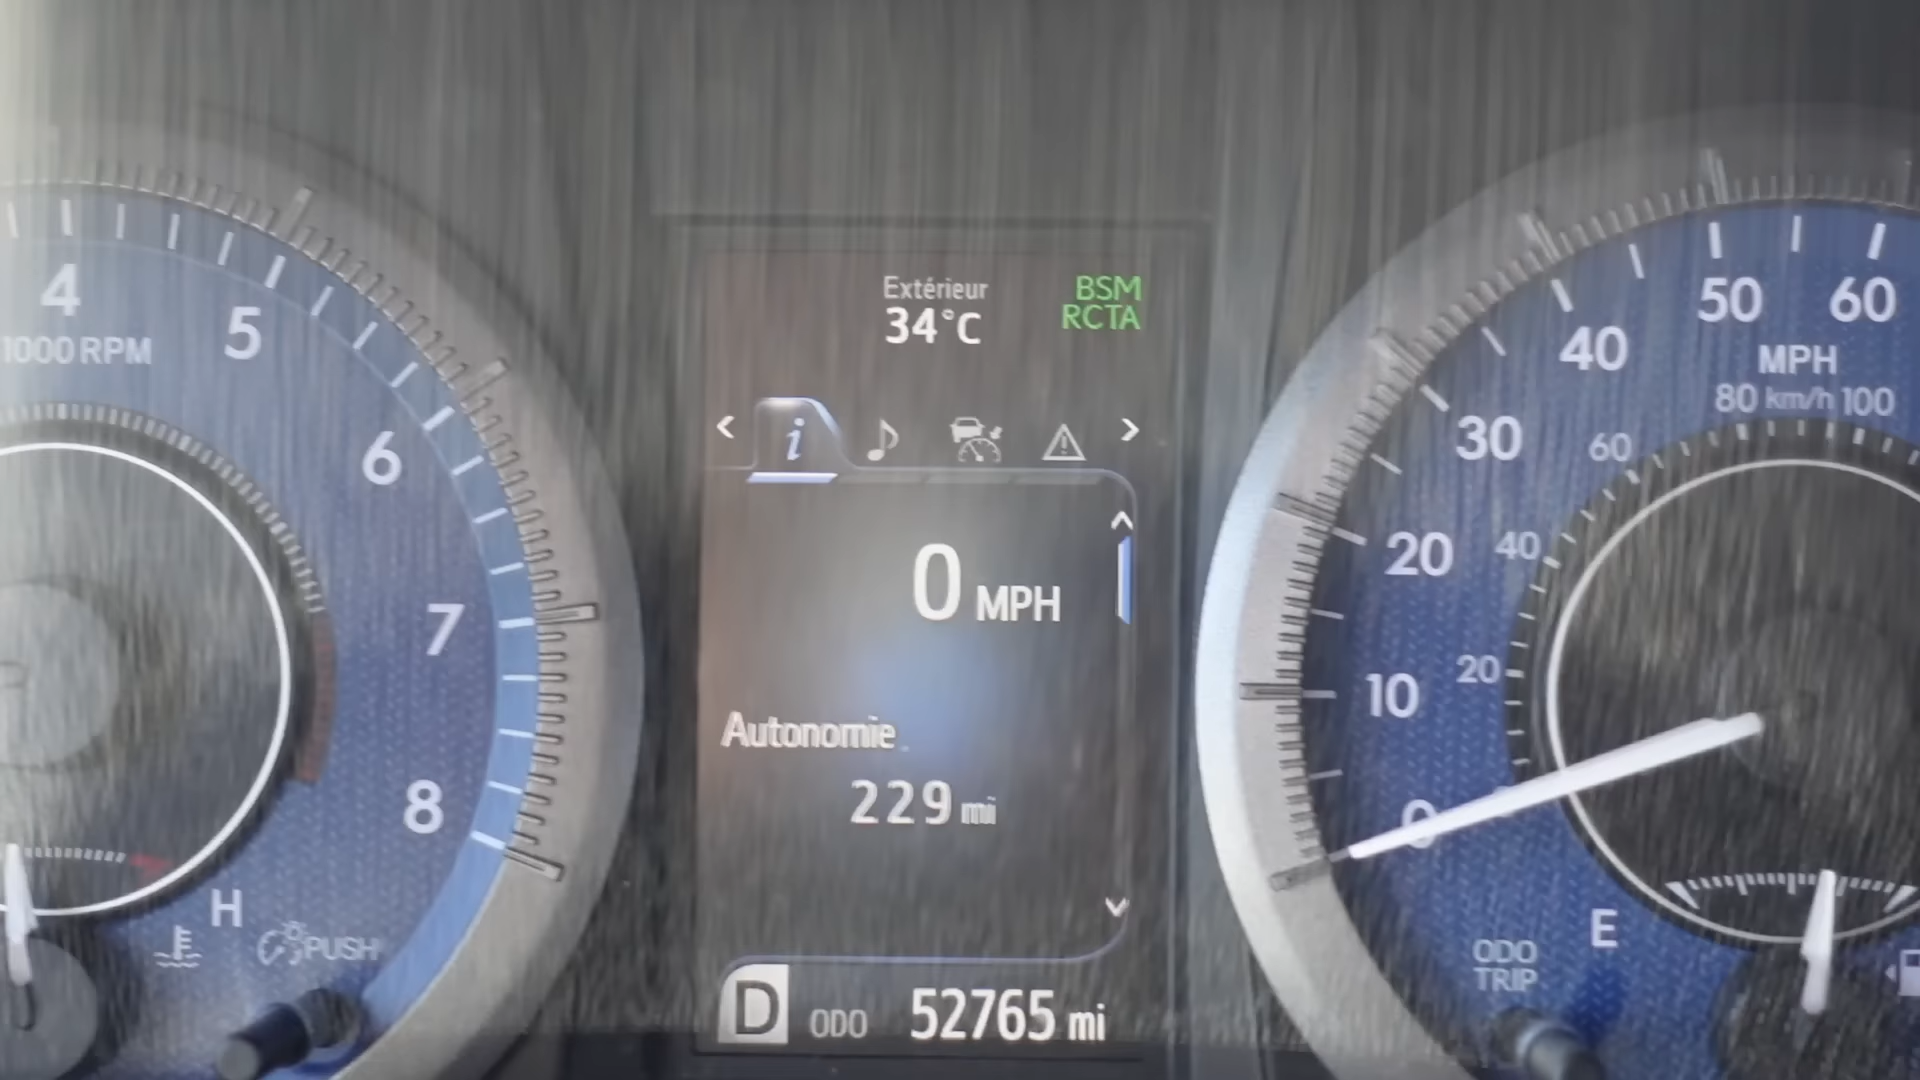 4
1000 RPM
5
6
7
8
H
PUSH
Extérieur
34°C
BSM
RCTA
i
0 MPH
Autonomie
229 mi
D ODO 52765 mi
50 60
40
MPH
80 km/h 100
30 60
20 40
10 20
0
E
ODO
TRIP